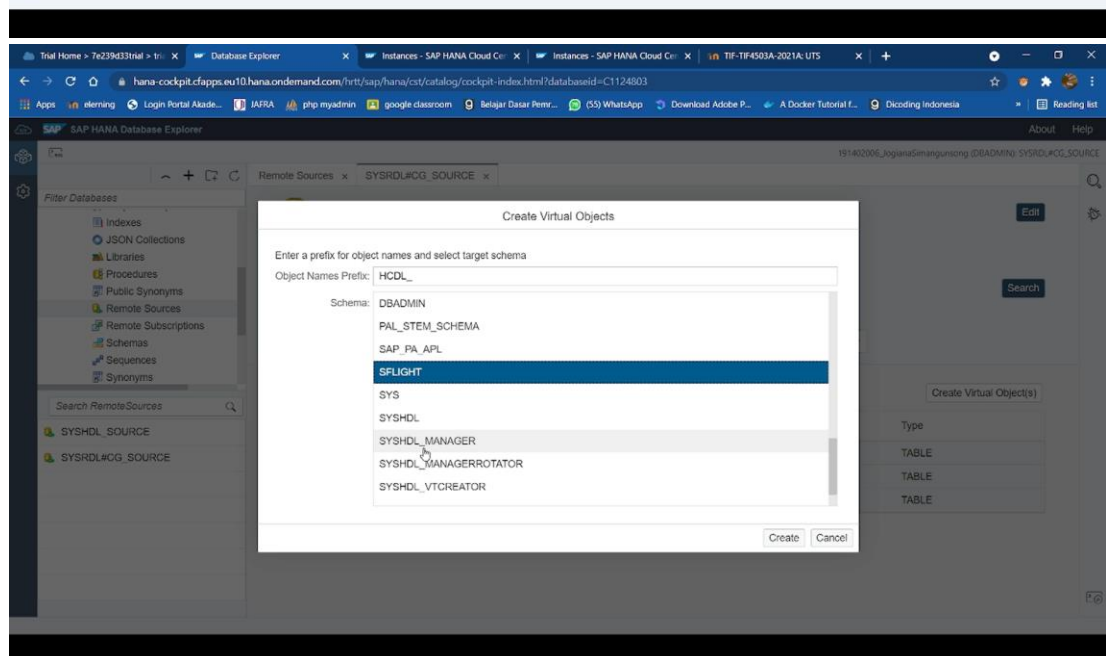 Trial Home > 7e239d33trial > tri
Database Explorer
Instances - SAP HANA Cloud Cen
Instances - SAP HANA Cloud Cen
TIF-TIF4503A-2021A: UTS
hana-cockpit.cfapps.eu10.hana.ondemand.com/hrtt/sap/hana/cst/catalog/cockpit-index.html?databaseid=C1124803
Apps elerning Login Portal Akade... JAFRA php myadmin google classroom Belajar Dasar Pemr... (55) WhatsApp Download Adobe P... A Docker Tutorial f... Dicoding Indonesia » Reading list
SAP SAP HANA Database Explorer About Help
191402006_JogianaSimangunsong (DBADMIN): SYSRDL#CG_SOURCE
Remote Sources x SYSRDL#CG_SOURCE x
Filter Databases
Indexes
JSON Collections
Libraries
Procedures
Public Synonyms
Remote Sources
Remote Subscriptions
Schemas
Sequences
Synonyms
Search RemoteSources
SYSHDL_SOURCE
SYSRDL#CG_SOURCE
Create Virtual Objects
Enter a prefix for object names and select target schema
Object Names Prefix: HCDL_
Schema: DBADMIN
PAL_STEM_SCHEMA
SAP_PA_APL
SFLIGHT
SYS
SYSHDL
SYSHDL_MANAGER
SYSHDL_MANAGERROTATOR
SYSHDL_VTCREATOR
Create Cancel
Edit
Search
Create Virtual Object(s)
Type
TABLE
TABLE
TABLE